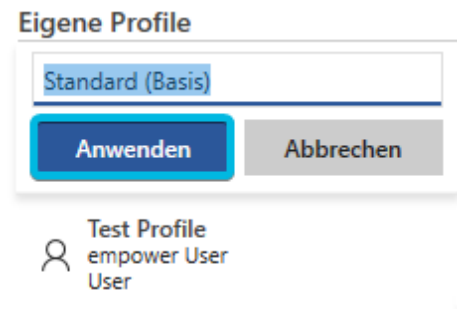 Eigene Profile
Standard (Basis)
Anwenden Abbrechen
Test Profile
empower User
User